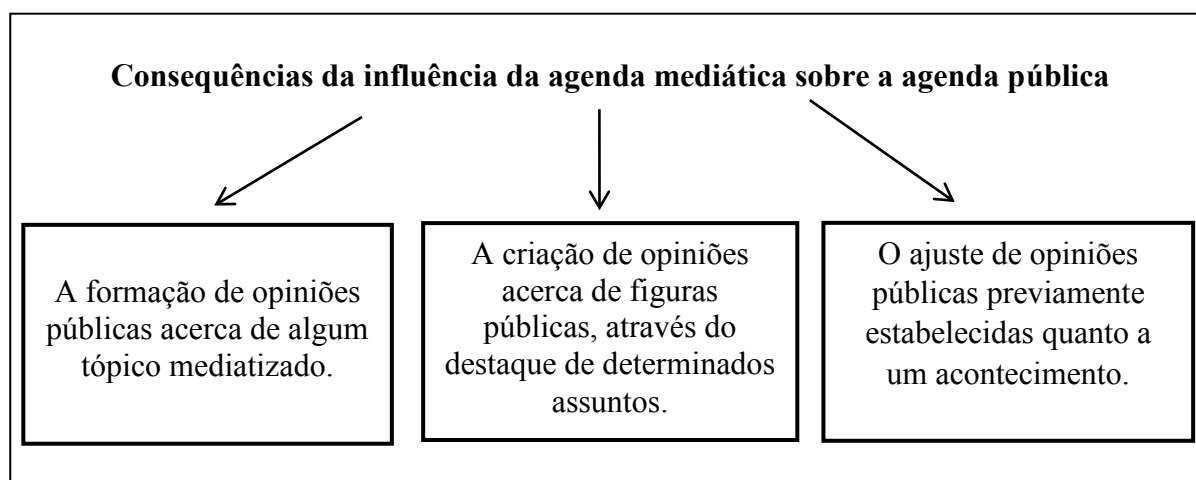 Consequências da influência da agenda mediática sobre a agenda pública
A formação de opiniões
públicas acerca de algum
tópico mediatizado.
A criação de opiniões
acerca de figuras
públicas, através do
destaque de determinados
assuntos.
O ajuste de opiniões
públicas previamente
estabelecidas quanto a
um acontecimento.